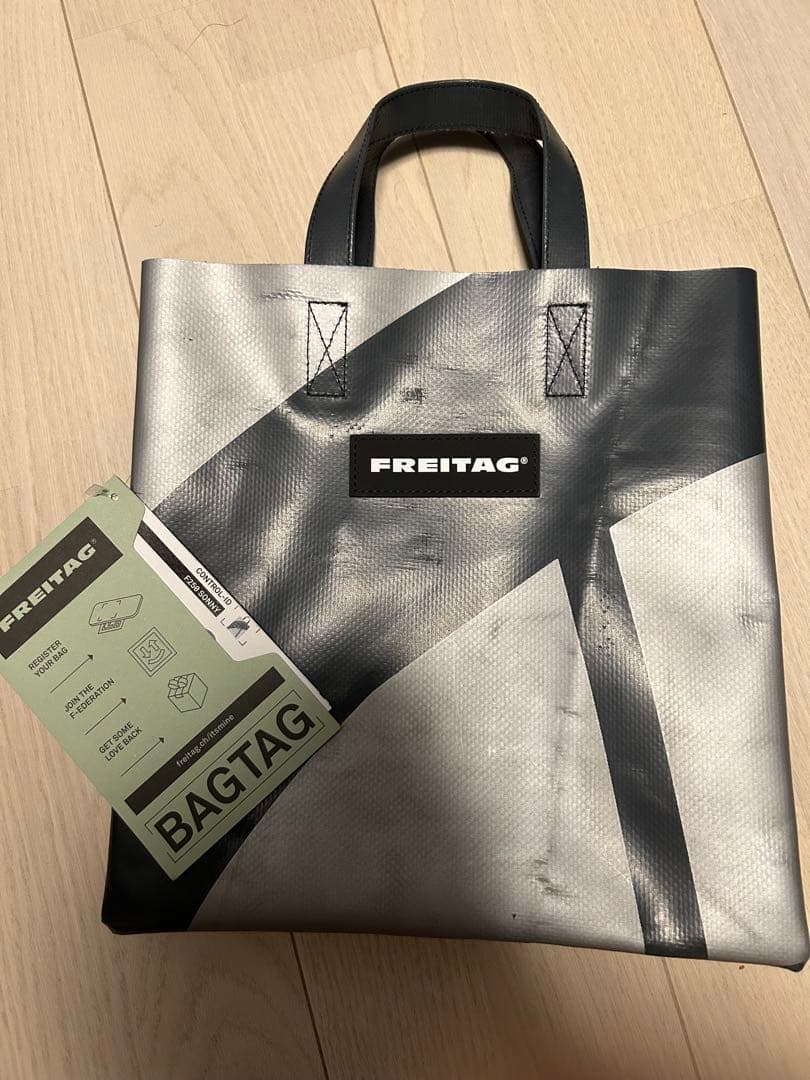 FREITAG®
FREITAG®
CONTROL-ID
F250 SONNY
REGISTER
YOUR BAG
JOIN THE
F-EDERATION
GET SOME
LOVE BACK
freitag.ch/itsmine
BAGTAG